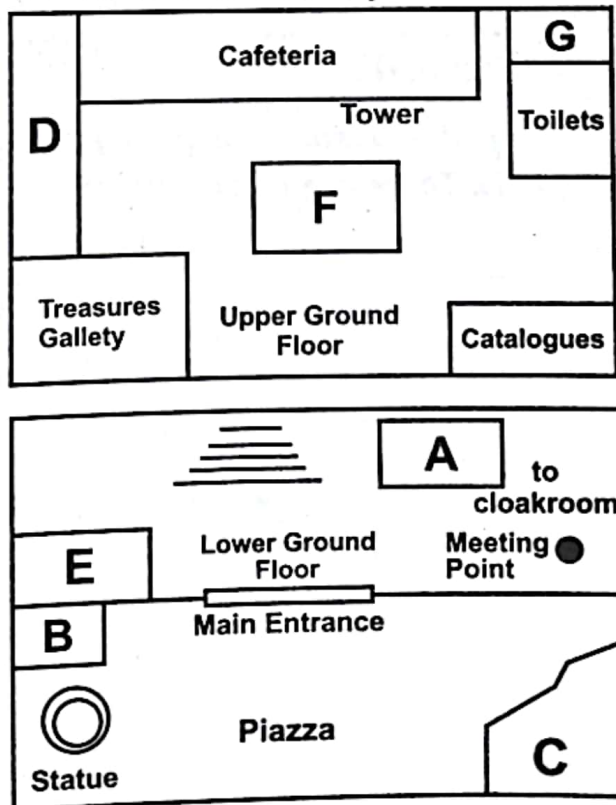 Cafeteria
G
Tower
Toilets
D
F
Treasures
Gallety
Upper Ground
Floor
Catalogues
A
to
cloakroom
Lower Ground
Floor
Meeting
Point
E
Main Entrance
B
Piazza
C
Statue